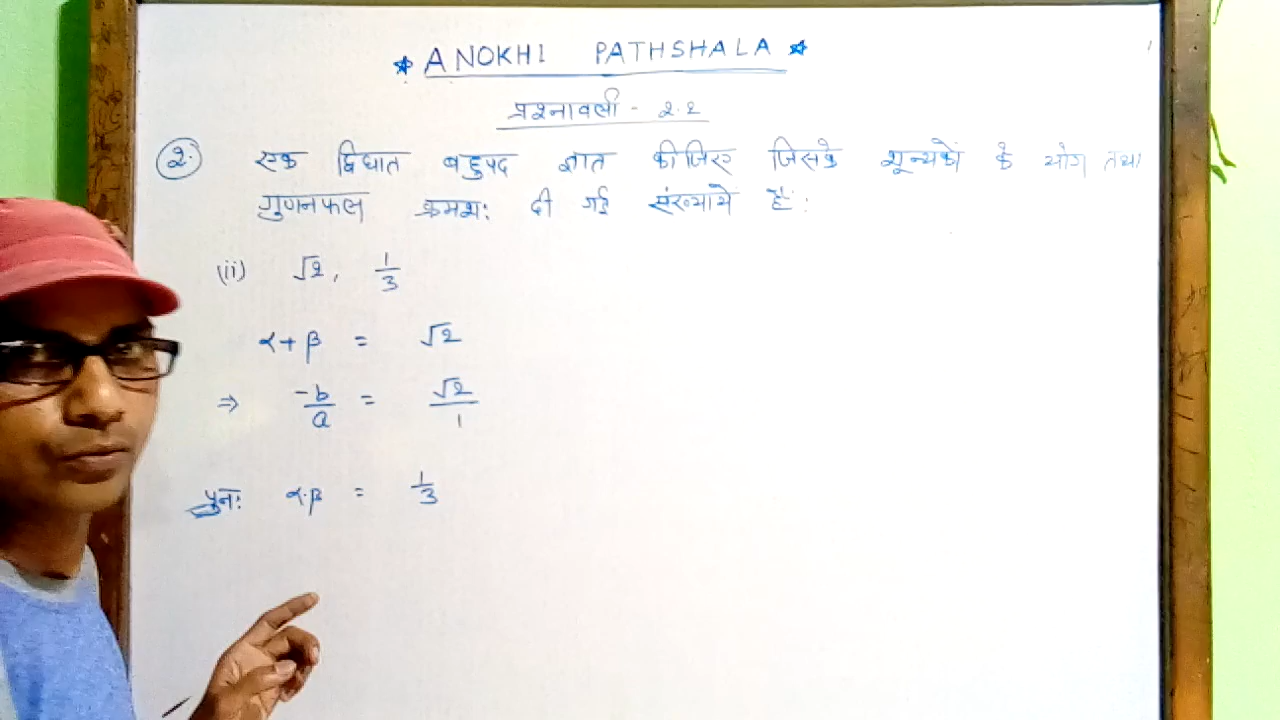 ★ ANOKHI PATHSHALA ★
प्रश्नावली - 2.2
2. एक द्विघात बहुपद ज्ञात कीजिए जिसके शून्यकों के योग तथा
गुणनफल क्रमशः दी गई संख्याये हैं:
(ii) √2, 1/3
α+β = √2
⇒ -b/a = √2/1
पुनः α.β = 1/3